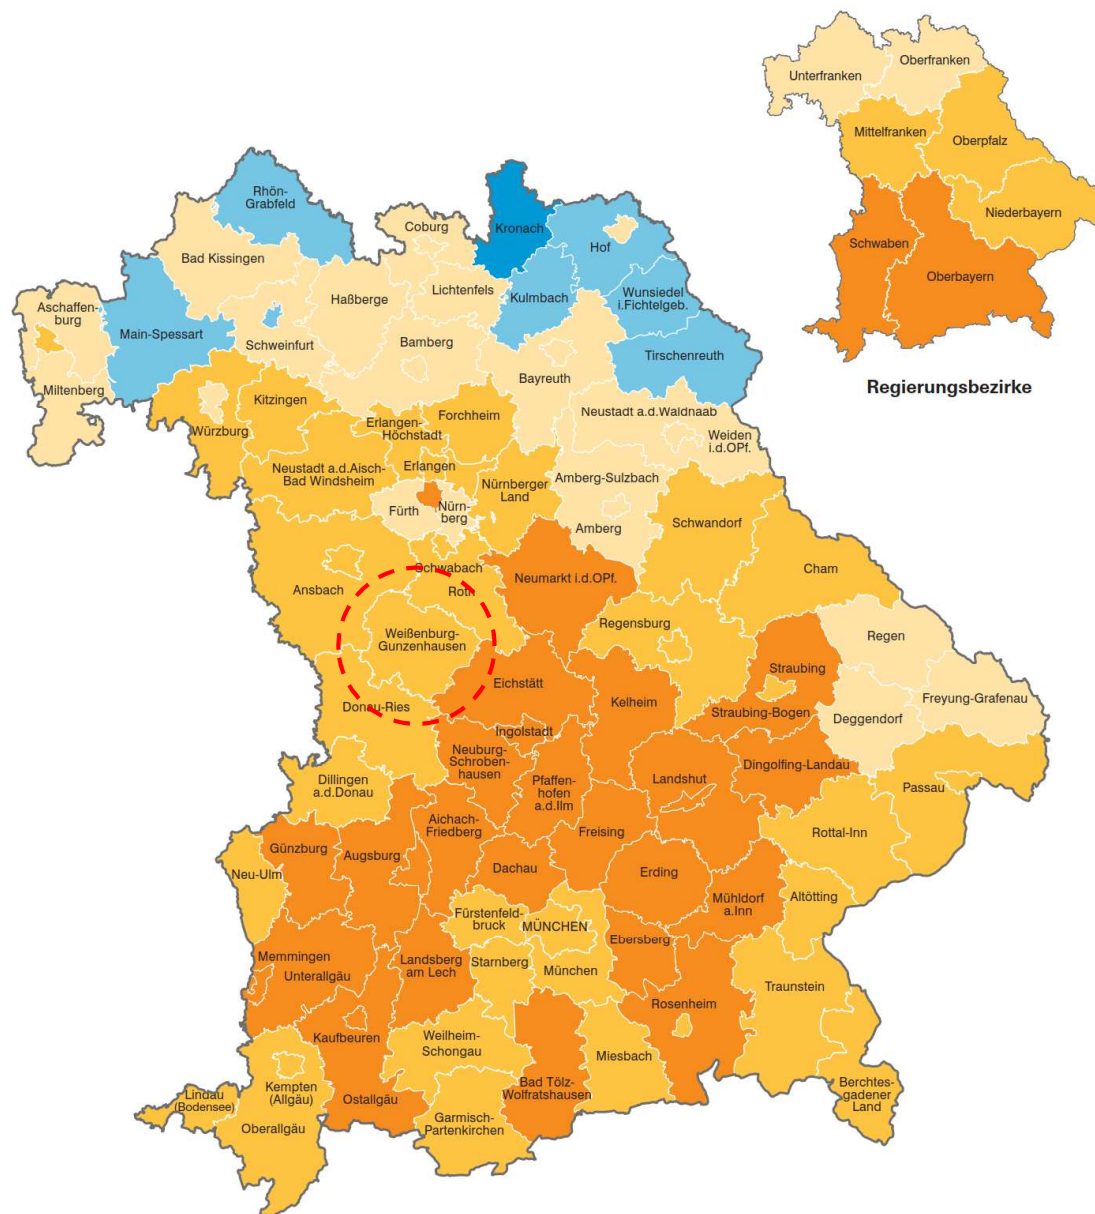 Oberfranken
Unterfranken
Mittelfranken
Oberpfalz
Niederbayern
Schwaben
Oberbayern
Regierungsbezirke
Rhön-
Grabfeld
Coburg
Kronach
Hof
Bad Kissingen
Lichtenfels
Kulmbach
Wunsiedel
i.Fichtelgeb.
Haßberge
Aschaffen-
burg
Main-Spessart
Schweinfurt
Bamberg
Tirschenreuth
Bayreuth
Miltenberg
Kitzingen
Neustadt a.d.Waldnaab
Forchheim
Erlangen-
Höchstadt
Würzburg
Weiden
i.d.OPf.
Neustadt a.d.Aisch-
Bad Windsheim
Erlangen
Nürnberger
Land
Amberg-Sulzbach
Fürth
Nürn-
berg
Amberg
Schwandorf
Schwabach
Neumarkt i.d.OPf.
Cham
Ansbach
Roth
Weißenburg-
Gunzenhausen
Regensburg
Regen
Straubing
Eichstätt
Kelheim
Freyung-Grafenau
Donau-Ries
Straubing-Bogen
Deggendorf
Ingolstadt
Neuburg-
Schroben-
hausen
Dingolfing-Landau
Dillingen
a.d.Donau
Pfaffen-
hofen
a.d.Ilm
Landshut
Passau
Aichach-
Friedberg
Freising
Rottal-Inn
Günzburg
Augsburg
Neu-Ulm
Dachau
Erding
Mühldorf
a.Inn
Altötting
Fürstenfeld-
bruck
MÜNCHEN
Ebersberg
Memmingen
Unterallgäu
Landsberg
am Lech
Starnberg
München
Traunstein
Rosenheim
Kaufbeuren
Weilheim-
Schongau
Miesbach
Bad Tölz-
Wolfratshausen
Kempten
(Allgäu)
Lindau
(Bodensee)
Ostallgäu
Berchtes-
gadener
Land
Oberallgäu
Garmisch-
Partenkirchen